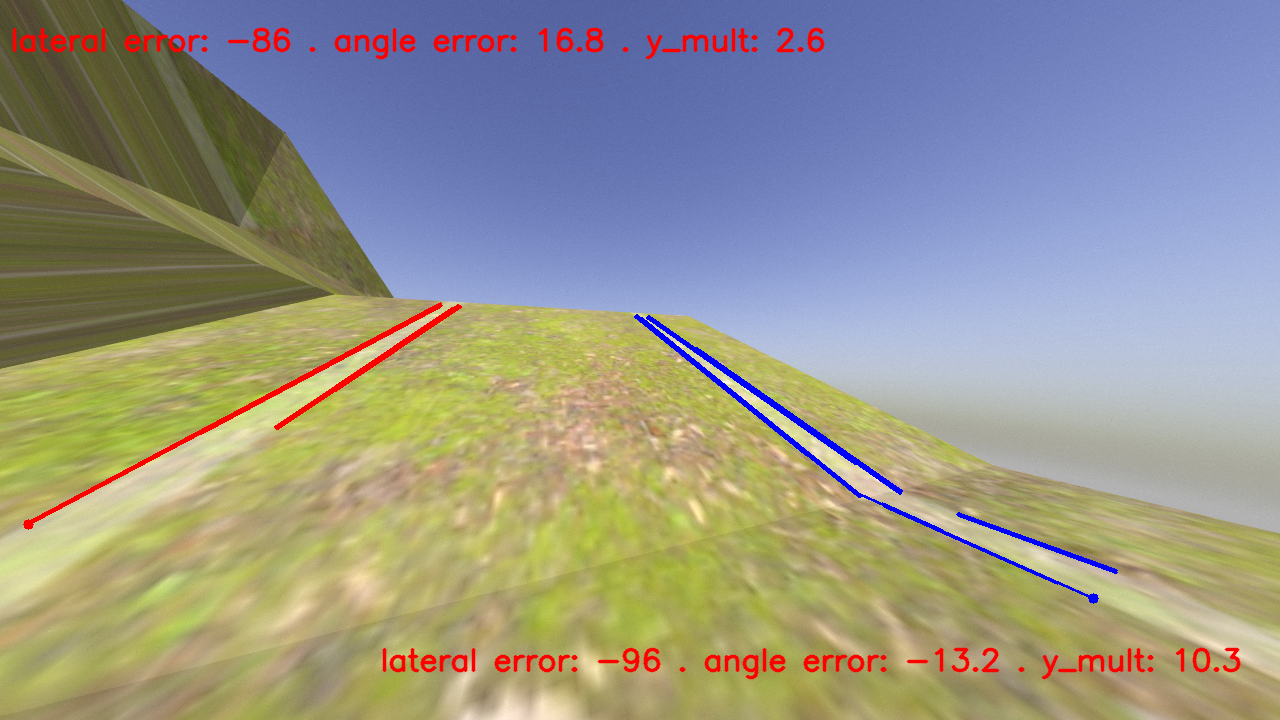 lateral error: -86 . angle error: 16.8 . y_mult: 2.6
lateral error: -96 . angle error: -13.2 . y_mult: 10.3